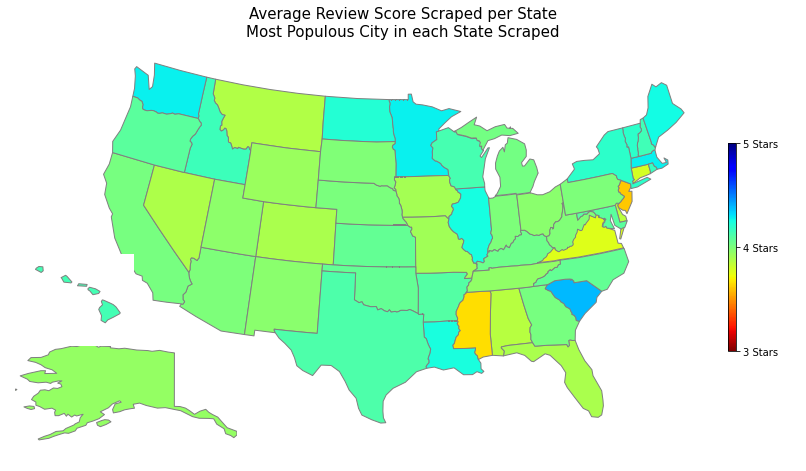 Average Review Score Scraped per State
Most Populous City in each State Scraped
5 Stars
4 Stars
3 Stars